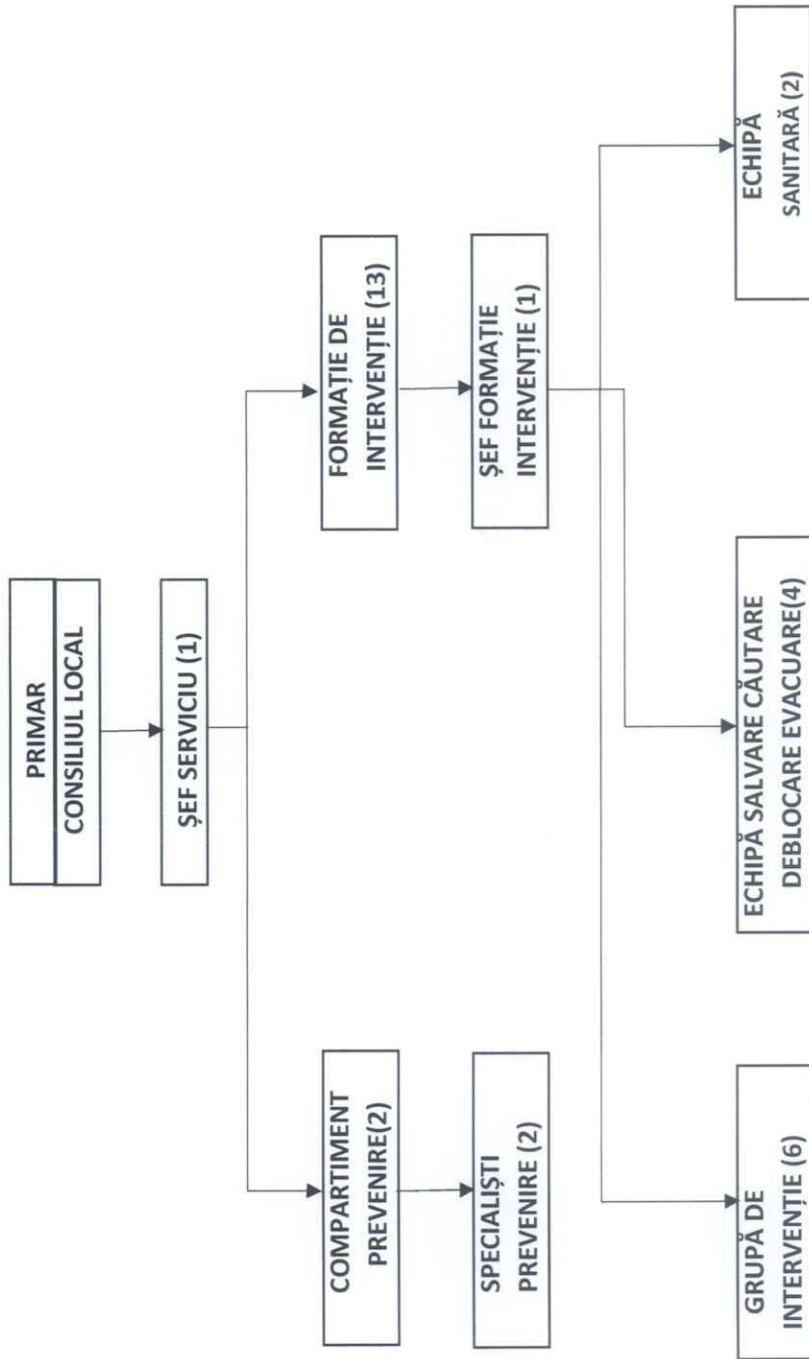 PRIMAR
CONSILIUL LOCAL
ȘEF SERVICIU (1)
COMPARTIMENT
PREVENIRE(2)
FORMAȚIE DE
INTERVENȚIE (13)
SPECIALIȘTI
PREVENIRE (2)
ȘEF FORMAȚIE
INTERVENȚIE (1)
GRUPĂ DE
INTERVENȚIE (6)
ECHIPĂ SALVARE CĂUTARE
DEBLOCARE EVACUARE(4)
ECHIPĂ
SANITARĂ (2)